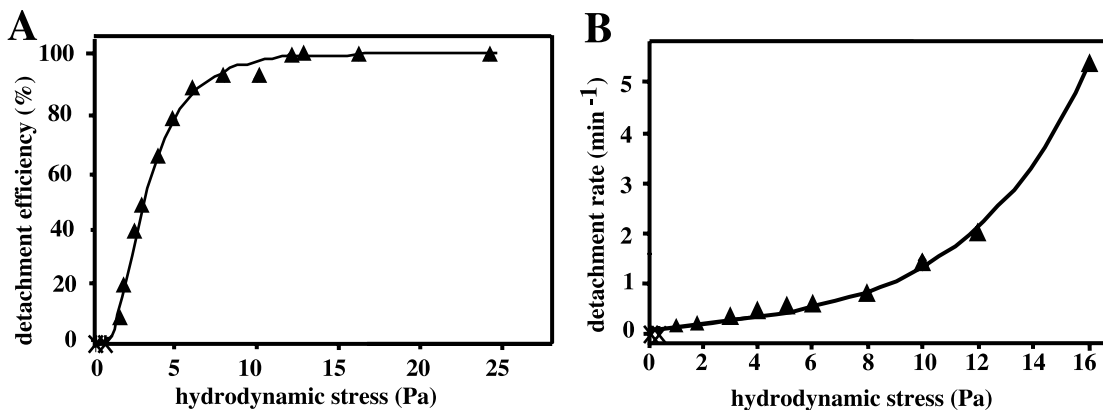 A
detachment efficiency (%)
100
80
60
40
20
0
0 5 10 15 20 25
hydrodynamic stress (Pa)
B
detachment rate (min -1)
5
4
3
2
1
0
0 2 4 6 8 10 12 14 16
hydrodynamic stress (Pa)